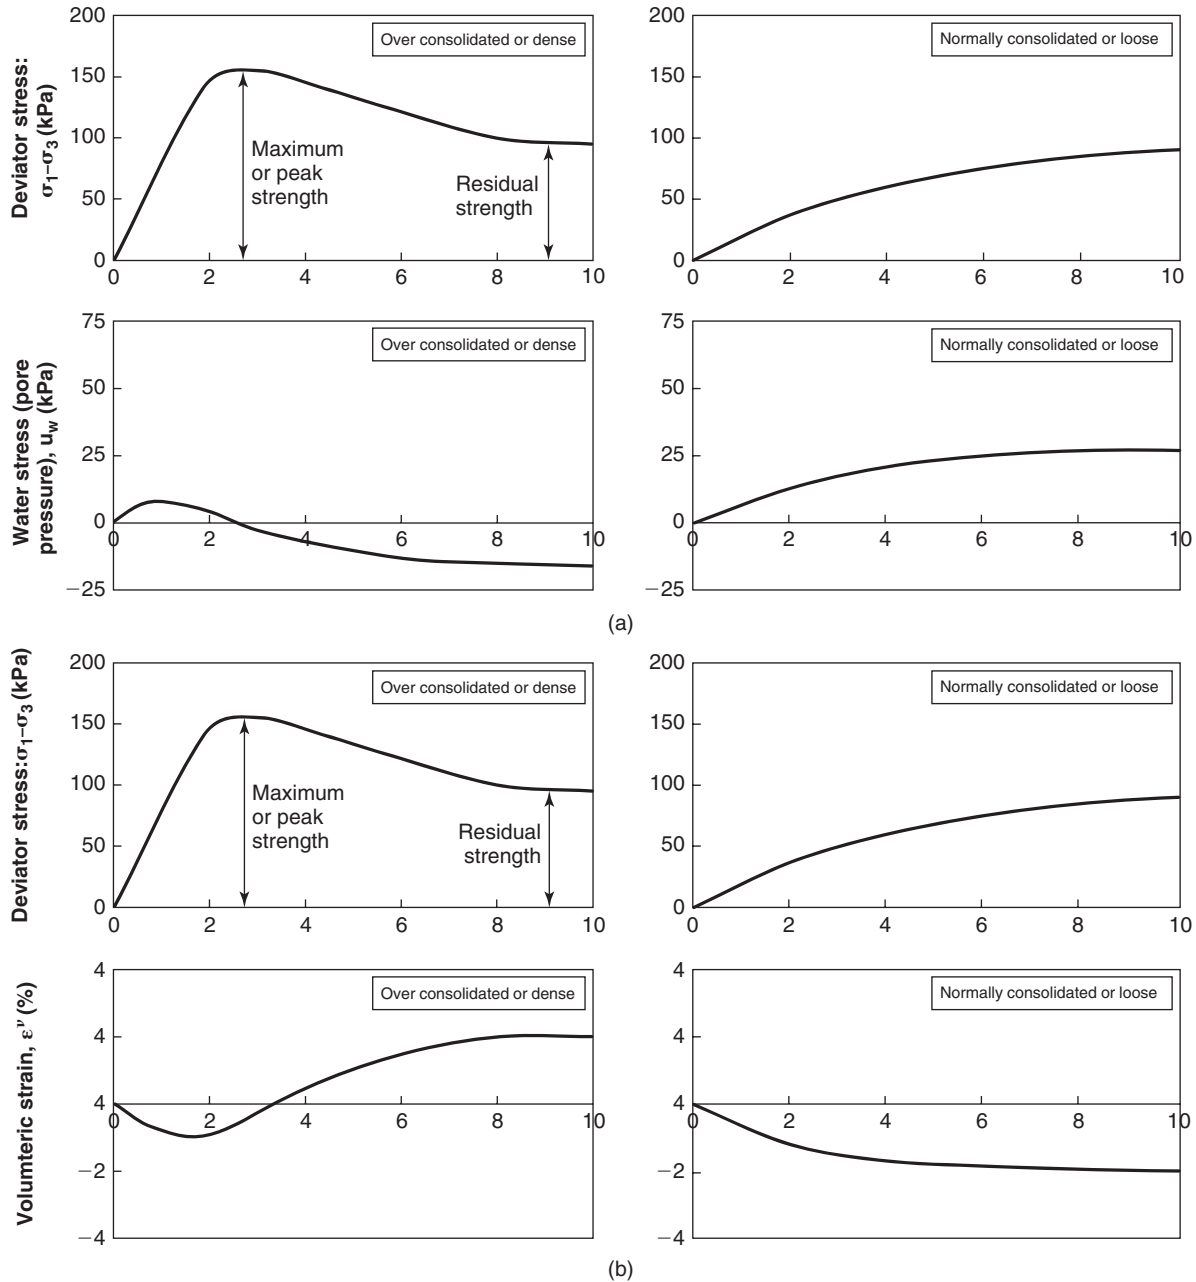 Deviator stress:
σ₁–σ₃ (kPa)
200
150
100
50
0
Over consolidated or dense
Maximum
or peak
strength
Residual
strength
0 2 4 6 8 10
200
150
100
50
0
Normally consolidated or loose
0 2 4 6 8 10
Water stress (pore
pressure), u_w (kPa)
75
50
25
0
−25
Over consolidated or dense
0 2 4 6 8 10
75
50
25
0
−25
Normally consolidated or loose
0 2 4 6 8 10
(a)
Deviator stress:σ₁–σ₃ (kPa)
200
150
100
50
0
Over consolidated or dense
Maximum
or peak
strength
Residual
strength
0 2 4 6 8 10
200
150
100
50
0
Normally consolidated or loose
0 2 4 6 8 10
Volumteric strain, εᵛ (%)
4
4
4
−2
−4
Over consolidated or dense
0 2 4 6 8 10
4
4
4
−2
−4
Normally consolidated or loose
0 2 4 6 8 10
(b)